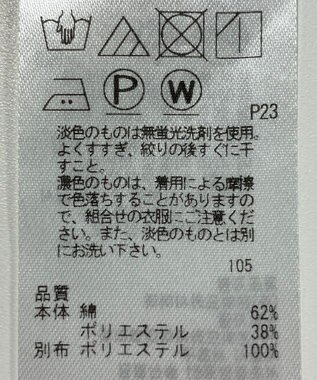 P W
P23
淡色のものは無蛍光洗剤を使用。
よくすすぎ、絞りの後すぐに干
すこと。
濃色のものは、着用による摩擦
で色落ちすることがありますの
で、組合せの衣服にご注意くだ
さい。また、淡色のものとは別
にお洗い下さい。
105
品質
本体 綿 62%
ポリエステル 38%
別布 ポリエステル 100%